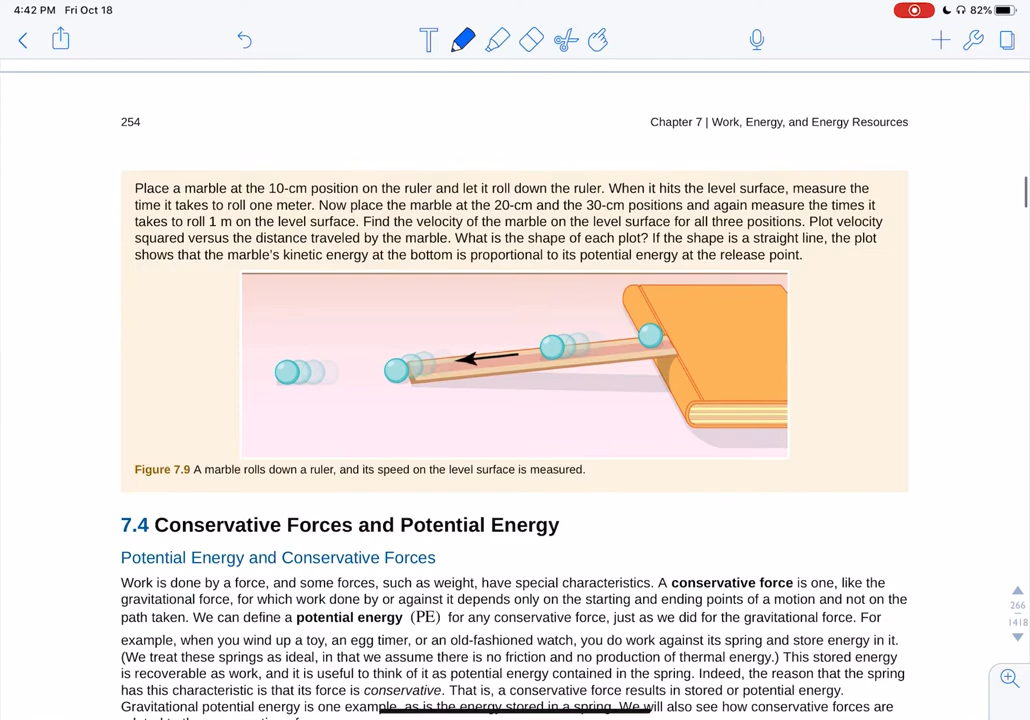 4:42 PM Fri Oct 18
82%
T
254
Chapter 7 | Work, Energy, and Energy Resources
Place a marble at the 10-cm position on the ruler and let it roll down the ruler. When it hits the level surface, measure the
time it takes to roll one meter. Now place the marble at the 20-cm and the 30-cm positions and again measure the times it
takes to roll 1 m on the level surface. Find the velocity of the marble on the level surface for all three positions. Plot velocity
squared versus the distance traveled by the marble. What is the shape of each plot? If the shape is a straight line, the plot
shows that the marble's kinetic energy at the bottom is proportional to its potential energy at the release point.
Figure 7.9 A marble rolls down a ruler, and its speed on the level surface is measured.
7.4 Conservative Forces and Potential Energy
Potential Energy and Conservative Forces
Work is done by a force, and some forces, such as weight, have special characteristics. A conservative force is one, like the
gravitational force, for which work done by or against it depends only on the starting and ending points of a motion and not on the
path taken. We can define a potential energy (PE) for any conservative force, just as we did for the gravitational force. For
example, when you wind up a toy, an egg timer, or an old-fashioned watch, you do work against its spring and store energy in it.
(We treat these springs as ideal, in that we assume there is no friction and no production of thermal energy.) This stored energy
is recoverable as work, and it is useful to think of it as potential energy contained in the spring. Indeed, the reason that the spring
has this characteristic is that its force is conservative. That is, a conservative force results in stored or potential energy.
Gravitational potential energy is one example, as is the energy stored in a spring. We will also see how conservative forces are
266
1418